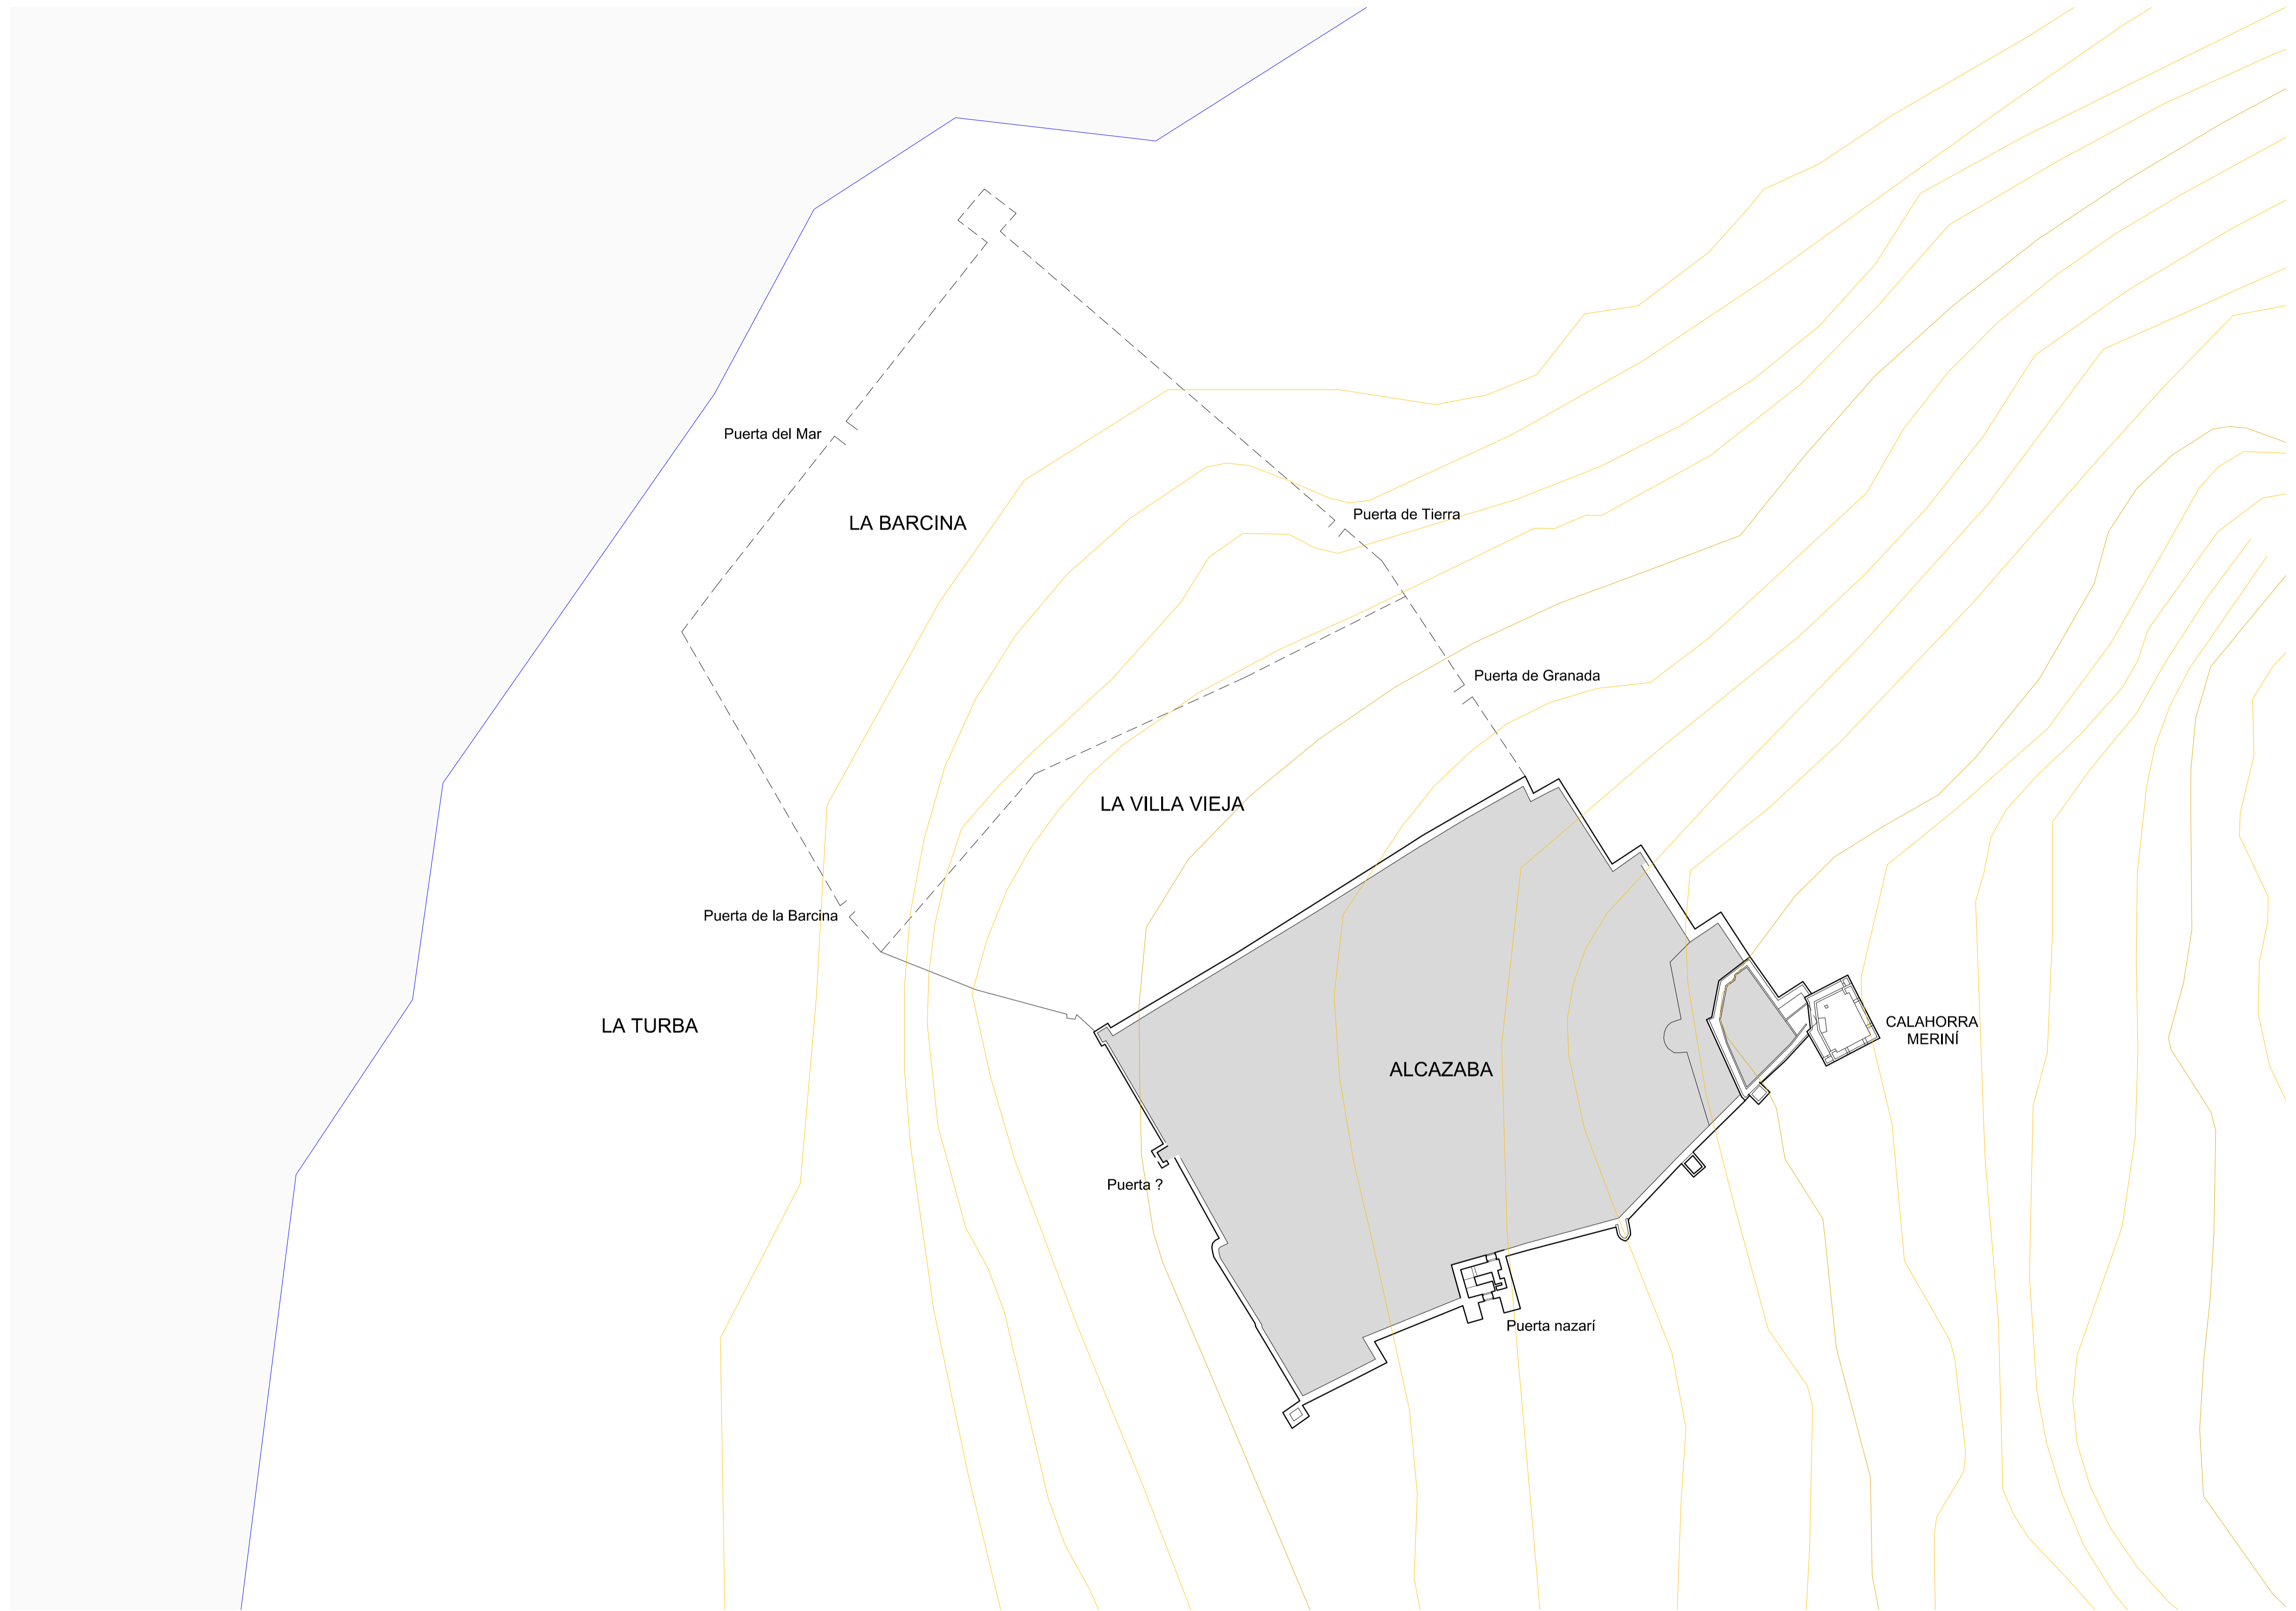 Puerta del Mar
LA BARCINA
Puerta de Tierra
Puerta de Granada
LA VILLA VIEJA
Puerta de la Barcina
LA TURBA
CALAHORRA
MERINÍ
ALCAZABA
Puerta ?
Puerta nazarí